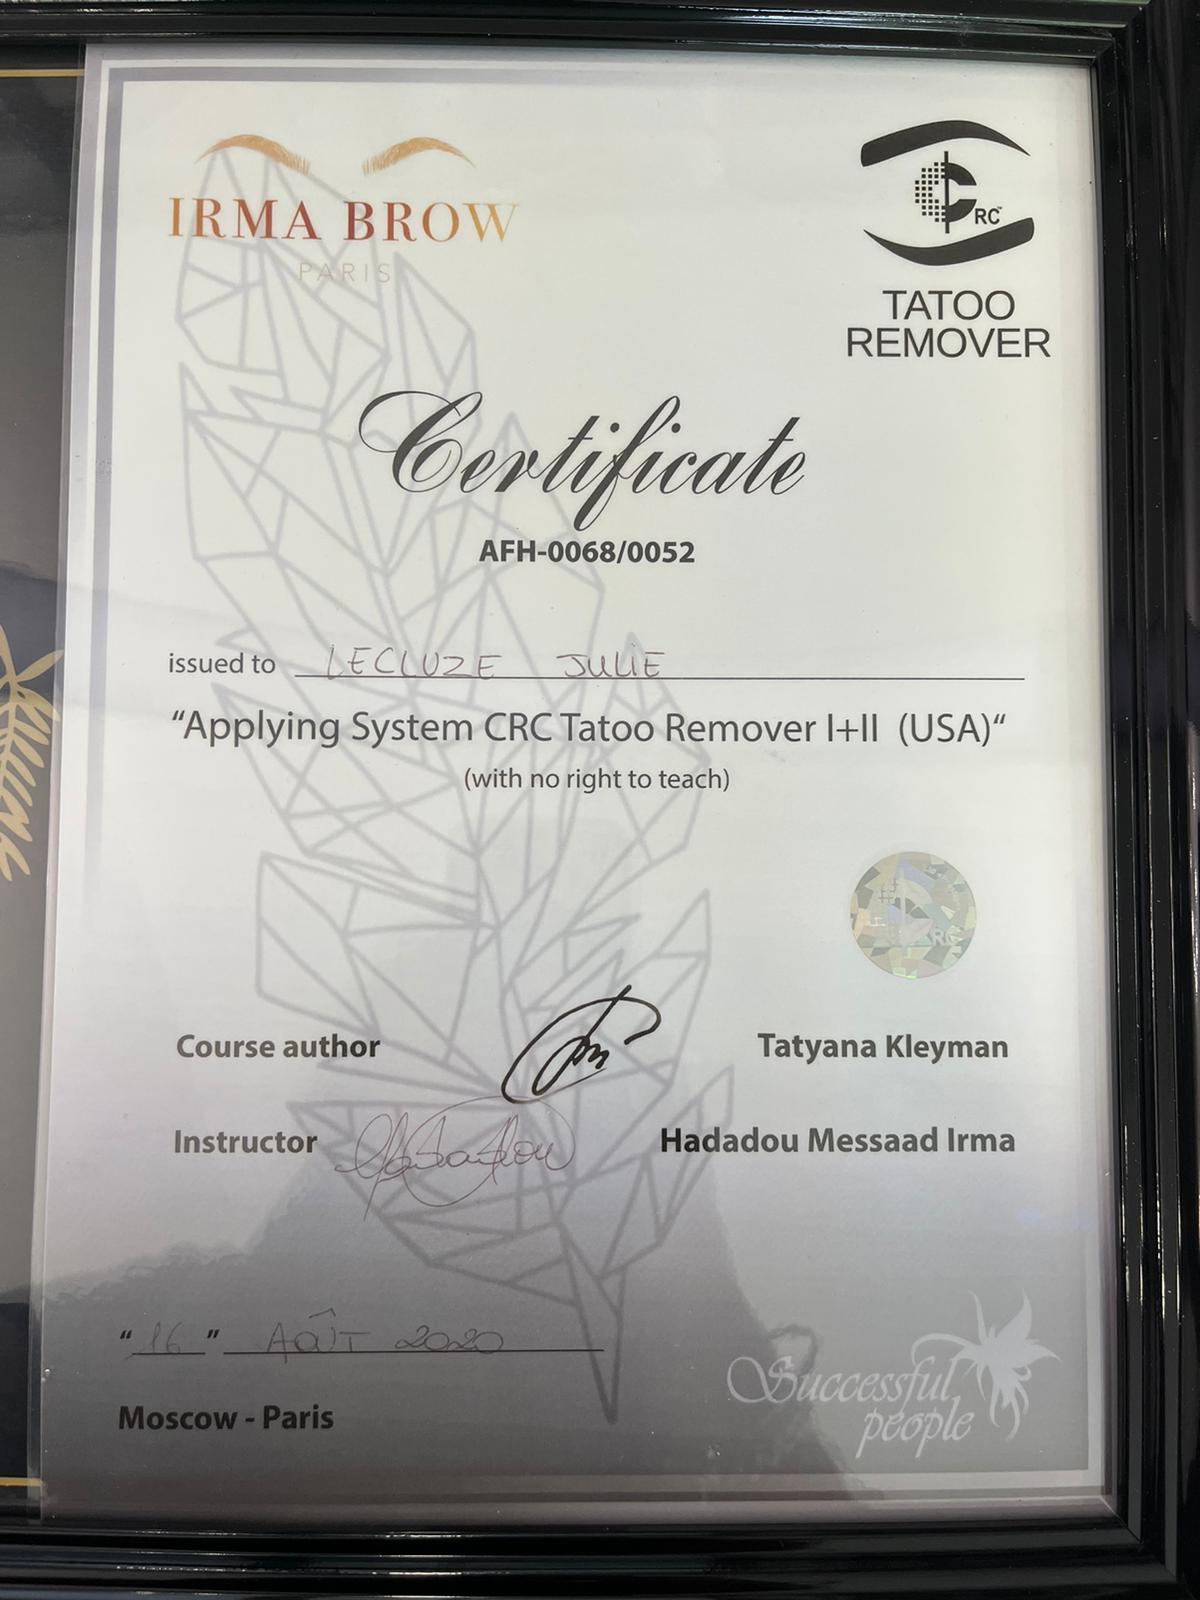 IRMA BROW
PARIS
CRC™
TATOO
REMOVER
Certificate
AFH-0068/0052
issued to LECLUZE JULIE
“Applying System CRC Tatoo Remover I+II (USA)“
(with no right to teach)
RC
Course author Tatyana Kleyman
Instructor Hadadou Messaad Irma
“ 16 ” AOÛT 2020
Moscow - Paris
Successful
people